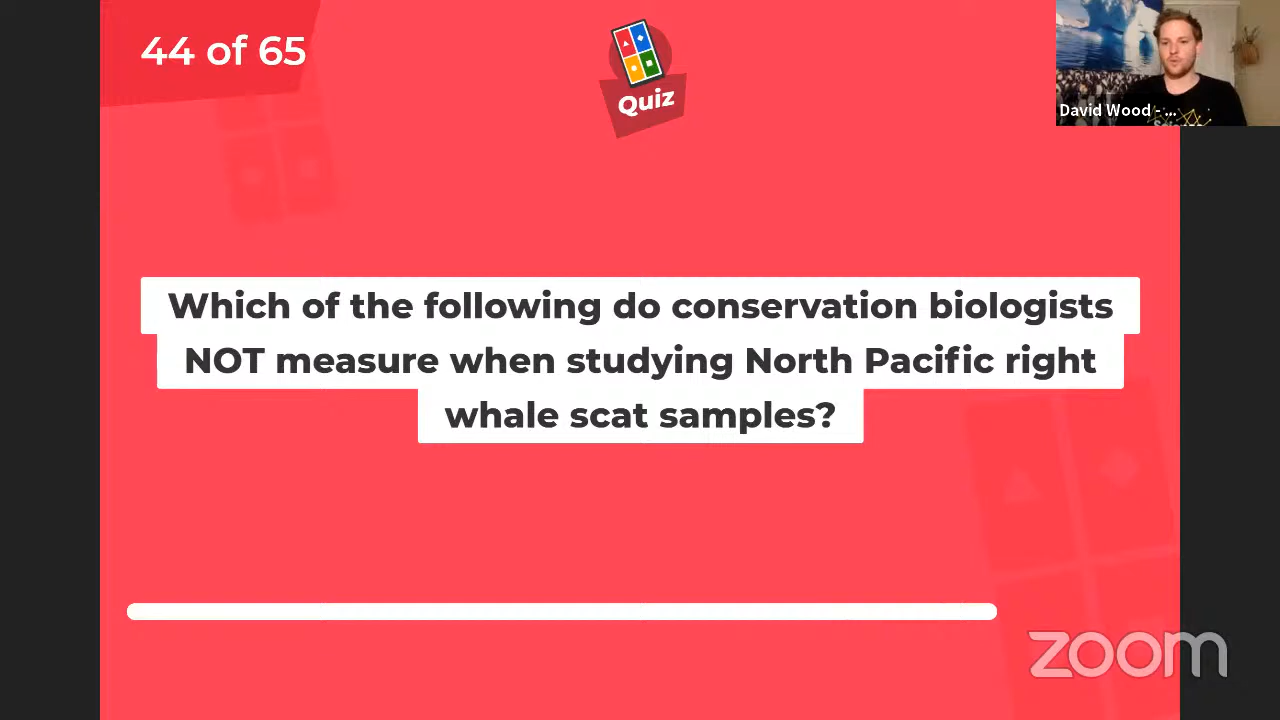 44 of 65
Quiz
David Wood - ...
Which of the following do conservation biologists
NOT measure when studying North Pacific right
whale scat samples?
zoom